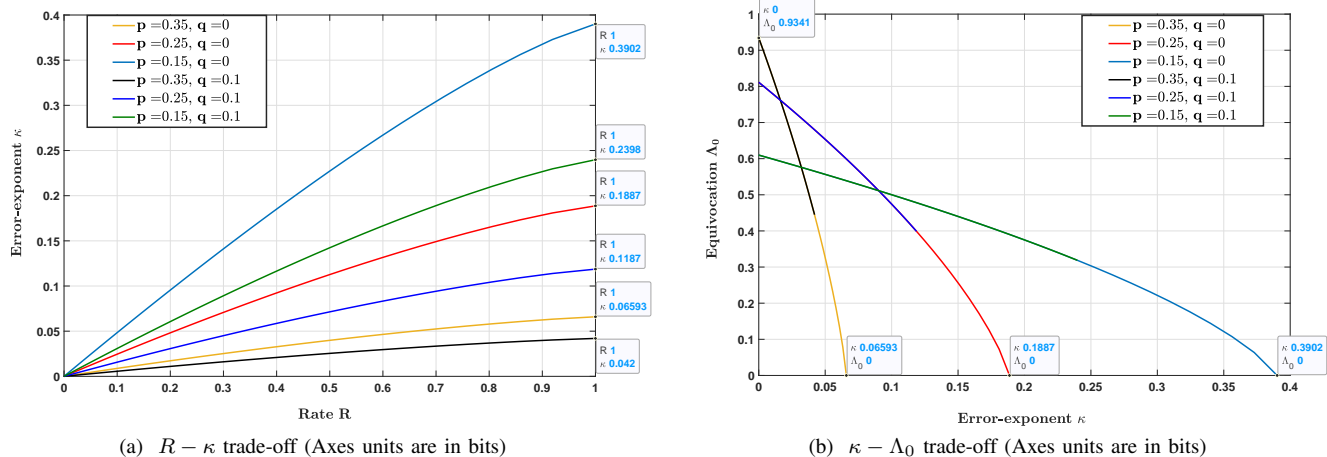 0.4
0.35
0.3
0.25
0.2
0.15
0.1
0.05
0
Error-exponent κ
p =0.35, q =0
p =0.25, q =0
p =0.15, q =0
p =0.35, q =0.1
p =0.25, q =0.1
p =0.15, q =0.1
R 1
κ 0.3902
R 1
κ 0.2398
R 1
κ 0.1887
R 1
κ 0.1187
R 1
κ 0.06593
R 1
κ 0.042
0 0.1 0.2 0.3 0.4 0.5 0.6 0.7 0.8 0.9 1
Rate R
(a) R − κ trade-off (Axes units are in bits)
κ 0
Λ0 0.9341
1
0.9
0.8
0.7
0.6
0.5
0.4
0.3
0.2
0.1
0
Equivocation Λ0
p =0.35, q =0
p =0.25, q =0
p =0.15, q =0
p =0.35, q =0.1
p =0.25, q =0.1
p =0.15, q =0.1
κ 0.06593
Λ0 0
κ 0.1887
Λ0 0
κ 0.3902
Λ0 0
0 0.05 0.1 0.15 0.2 0.25 0.3 0.35 0.4
Error-exponent κ
(b) κ − Λ0 trade-off (Axes units are in bits)